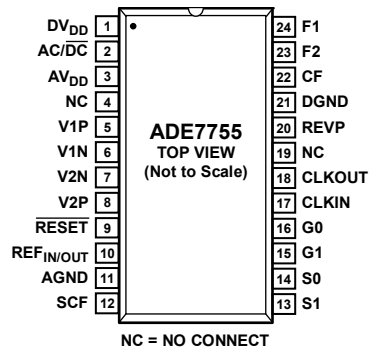 DVDD 1
AC/DC 2
AVDD 3
NC 4
V1P 5
V1N 6
V2N 7
V2P 8
RESET 9
REFIN/OUT 10
AGND 11
SCF 12
ADE7755
TOP VIEW
(Not to Scale)
24 F1
23 F2
22 CF
21 DGND
20 REVP
19 NC
18 CLKOUT
17 CLKIN
16 G0
15 G1
14 S0
13 S1
NC = NO CONNECT